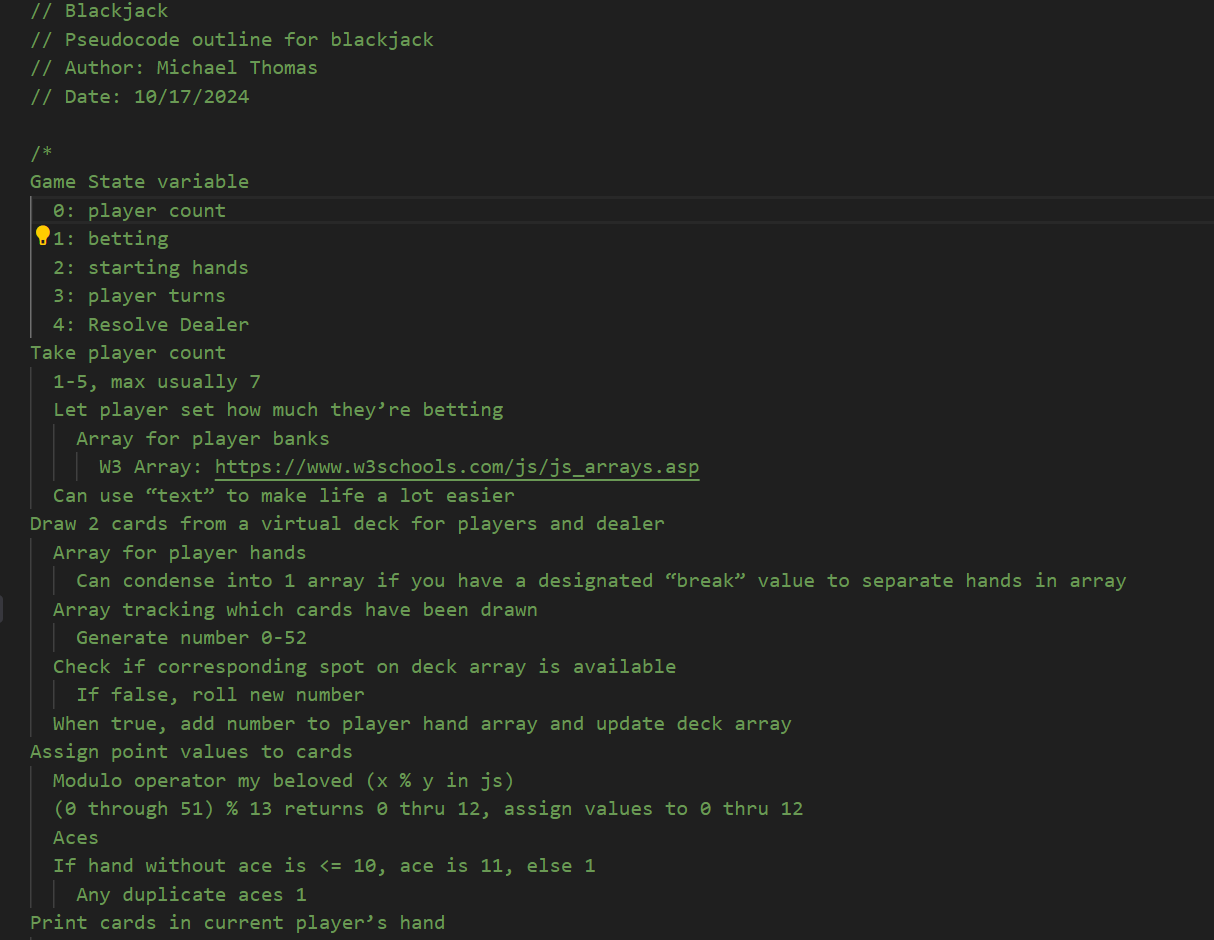 // Blackjack
// Pseudocode outline for blackjack
// Author: Michael Thomas
// Date: 10/17/2024
/*
Game State variable
0: player count
1: betting
2: starting hands
3: player turns
4: Resolve Dealer
Take player count
1-5, max usually 7
Let player set how much they’re betting
Array for player banks
W3 Array: https://www.w3schools.com/js/js_arrays.asp
Can use “text” to make life a lot easier
Draw 2 cards from a virtual deck for players and dealer
Array for player hands
Can condense into 1 array if you have a designated “break” value to separate hands in array
Array tracking which cards have been drawn
Generate number 0-52
Check if corresponding spot on deck array is available
If false, roll new number
When true, add number to player hand array and update deck array
Assign point values to cards
Modulo operator my beloved (x % y in js)
(0 through 51) % 13 returns 0 thru 12, assign values to 0 thru 12
Aces
If hand without ace is <= 10, ace is 11, else 1
Any duplicate aces 1
Print cards in current player’s hand